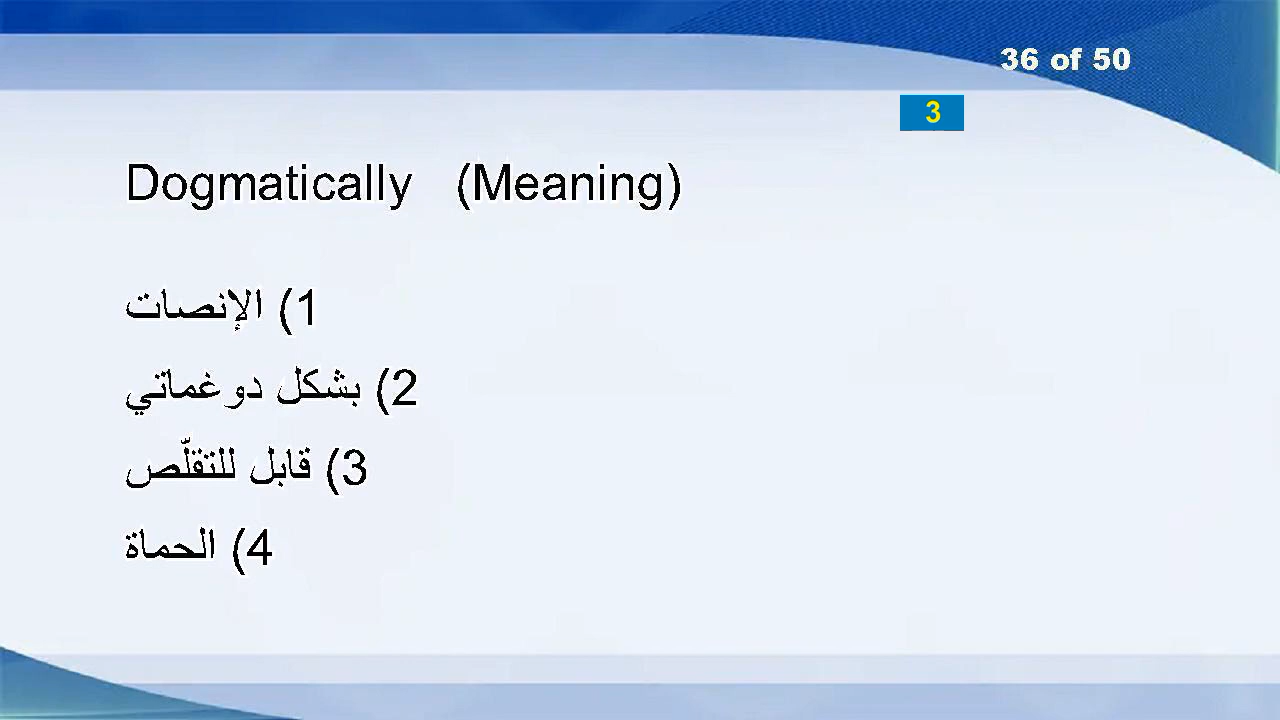 36 of 50
3
Dogmatically (Meaning)
1) الإنصات
2) بشكل دوغماتي
3) قابل للتقلّص
4) الحماة